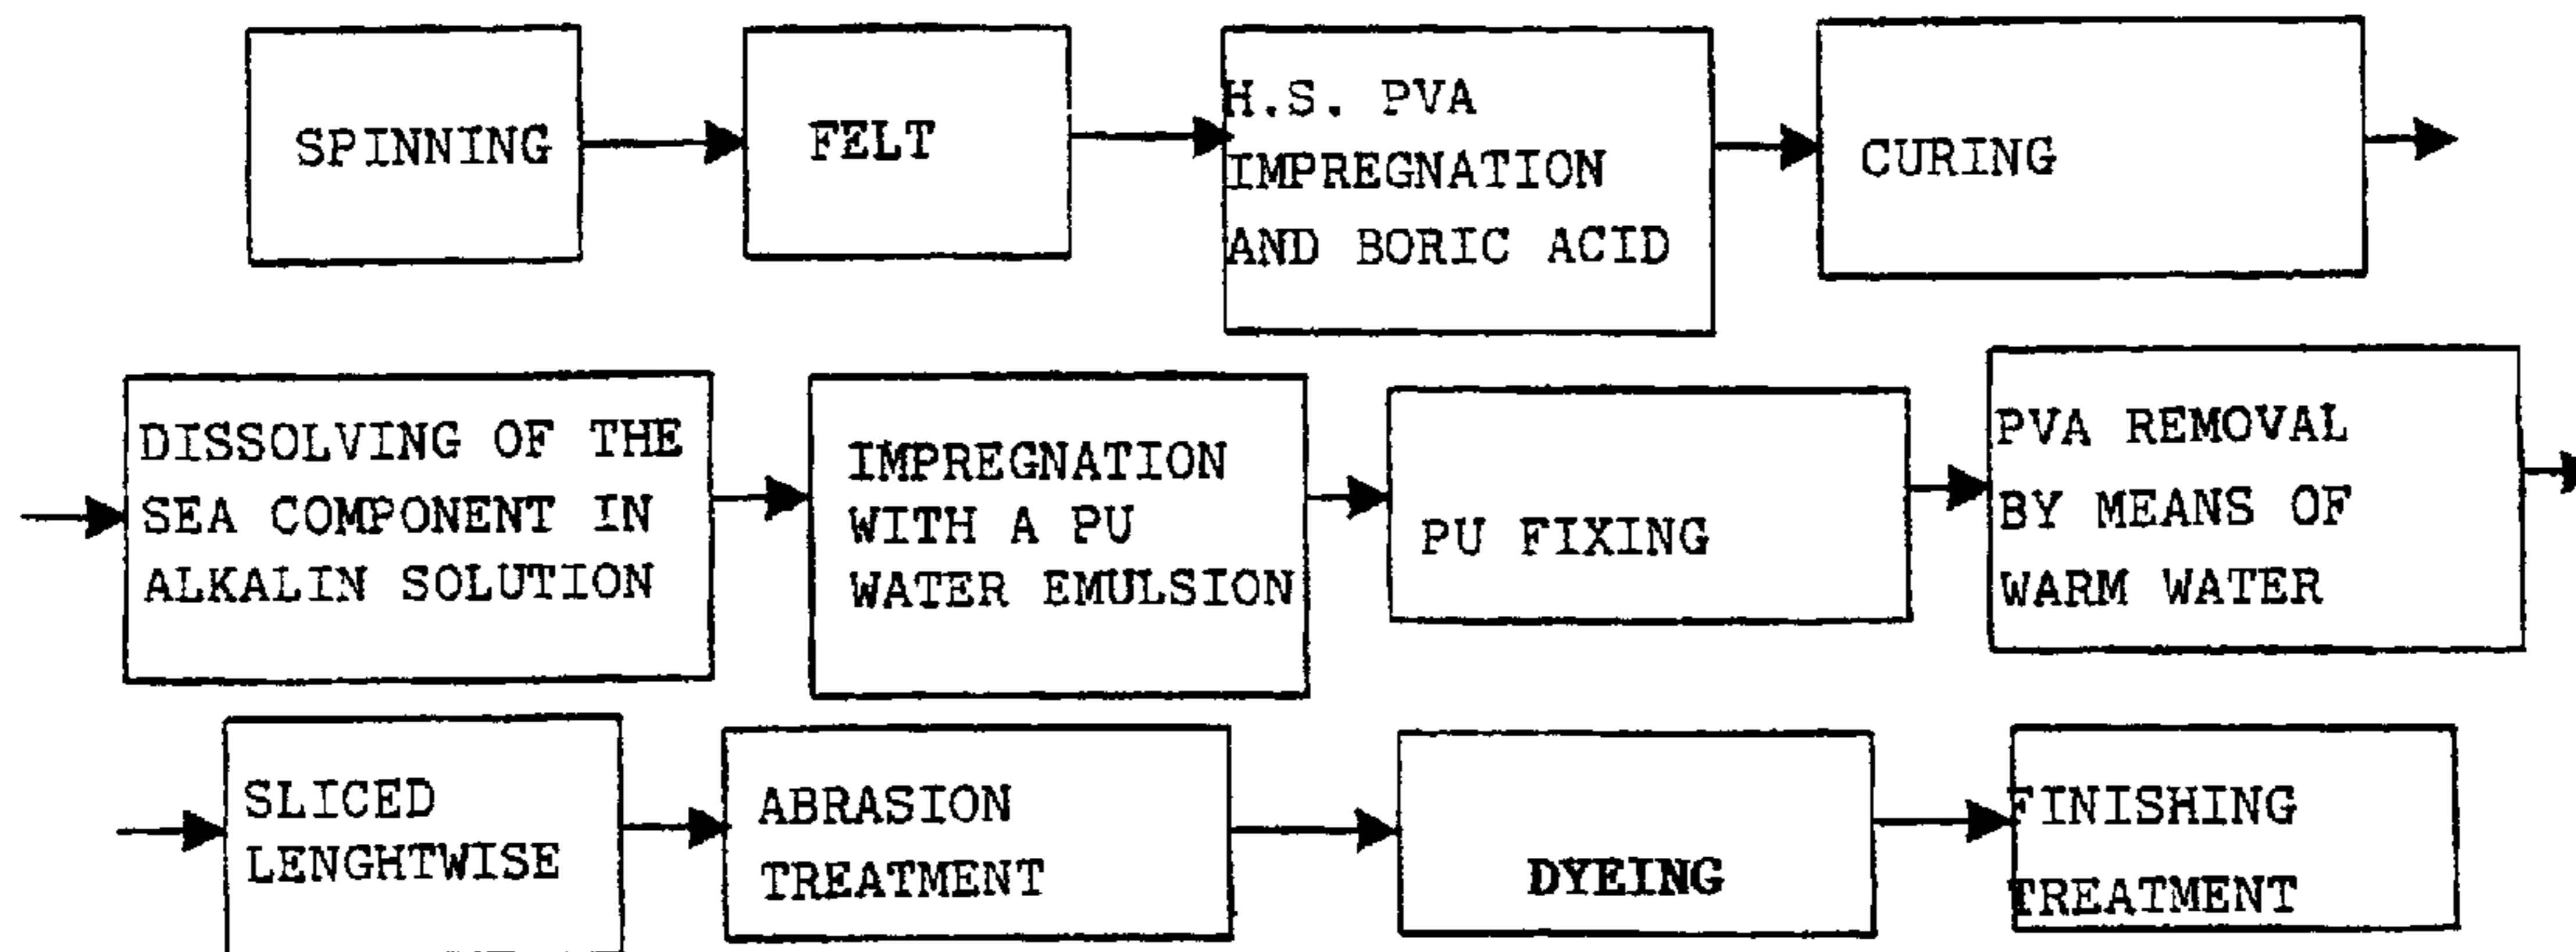 SPINNING
FELT
H.S. PVA
IMPREGNATION
AND BORIC ACID
CURING
DISSOLVING OF THE
SEA COMPONENT IN
ALKALIN SOLUTION
IMPREGNATION
WITH A PU
WATER EMULSION
PU FIXING
PVA REMOVAL
BY MEANS OF
WARM WATER
SLICED
LENGHTWISE
ABRASION
TREATMENT
DYEING
FINISHING
TREATMENT